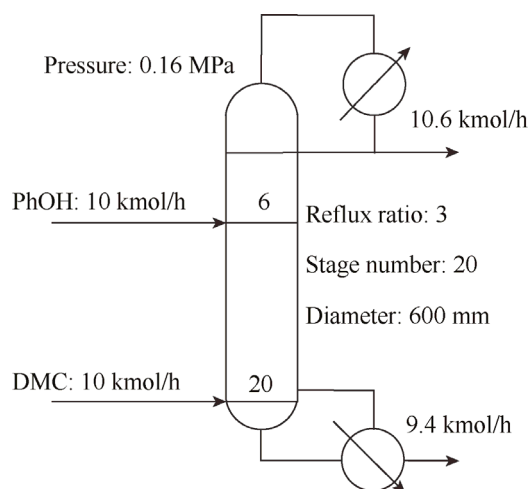 Pressure: 0.16 MPa
10.6 kmol/h
PhOH: 10 kmol/h
6
Reflux ratio: 3
Stage number: 20
Diameter: 600 mm
DMC: 10 kmol/h
20
9.4 kmol/h